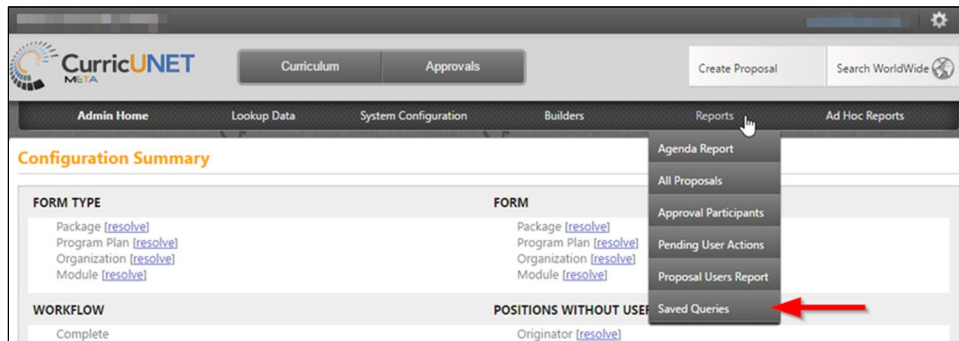 CurricUNET
META
Curriculum
Approvals
Create Proposal
Search WorldWide
Admin Home
Lookup Data
System Configuration
Builders
Reports
Ad Hoc Reports
Configuration Summary
Agenda Report
All Proposals
Approval Participants
Pending User Actions
Proposal Users Report
Saved Queries
FORM TYPE
Package [resolve]
Program Plan [resolve]
Organization [resolve]
Module [resolve]
FORM
Package [resolve]
Program Plan [resolve]
Organization [resolve]
Module [resolve]
WORKFLOW
Complete
POSITIONS WITHOUT USE
Originator [resolve]